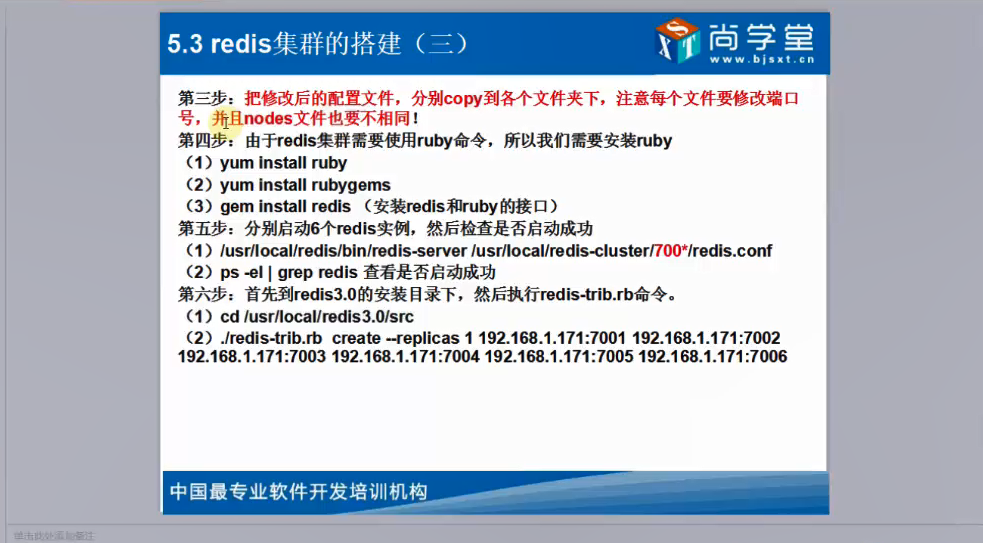 5.3 redis集群的搭建（三）
SXT
尚学堂
www.bjsxt.cn
第三步：把修改后的配置文件，分别copy到各个文件夹下，注意每个文件要修改端口
号，并且nodes文件也要不相同！
第四步：由于redis集群需要使用ruby命令，所以我们需要安装ruby
（1）yum install ruby
（2）yum install rubygems
（3）gem install redis （安装redis和ruby的接口）
第五步：分别启动6个redis实例，然后检查是否启动成功
（1）/usr/local/redis/bin/redis-server /usr/local/redis-cluster/700*/redis.conf
（2）ps -el | grep redis 查看是否启动成功
第六步：首先到redis3.0的安装目录下，然后执行redis-trib.rb命令。
（1）cd /usr/local/redis3.0/src
（2）./redis-trib.rb create --replicas 1 192.168.1.171:7001 192.168.1.171:7002
192.168.1.171:7003 192.168.1.171:7004 192.168.1.171:7005 192.168.1.171:7006
中国最专业软件开发培训机构
单击此处添加备注